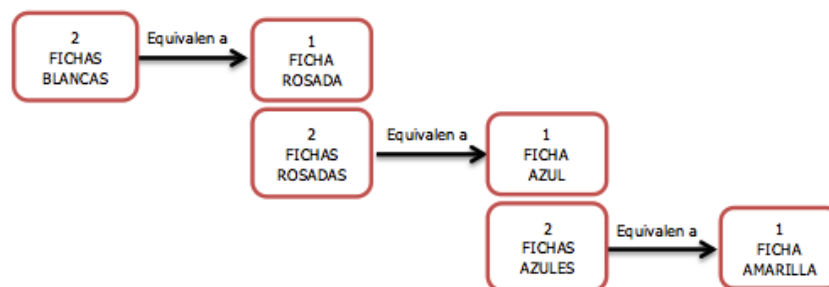 2
FICHAS
BLANCAS
Equivalen a
1
FICHA
ROSADA
2
FICHAS
ROSADAS
Equivalen a
1
FICHA
AZUL
2
FICHAS
AZULES
Equivalen a
1
FICHA
AMARILLA